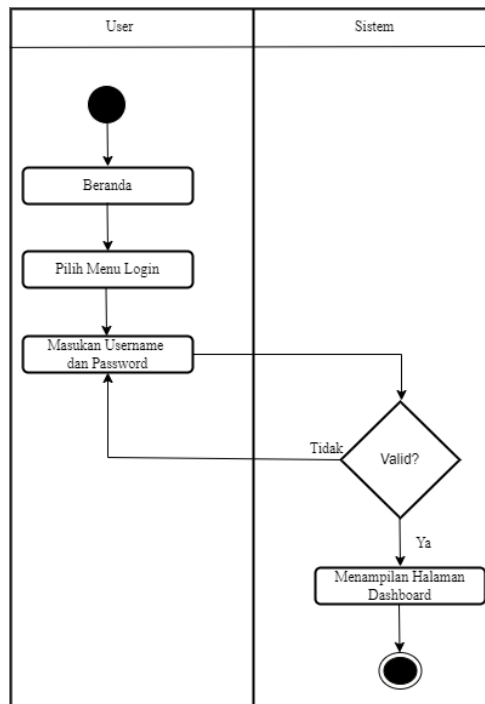 User
Sistem
Beranda
Pilih Menu Login
Masukan Username
dan Password
Tidak
Valid?
Ya
Menampilan Halaman
Dashboard